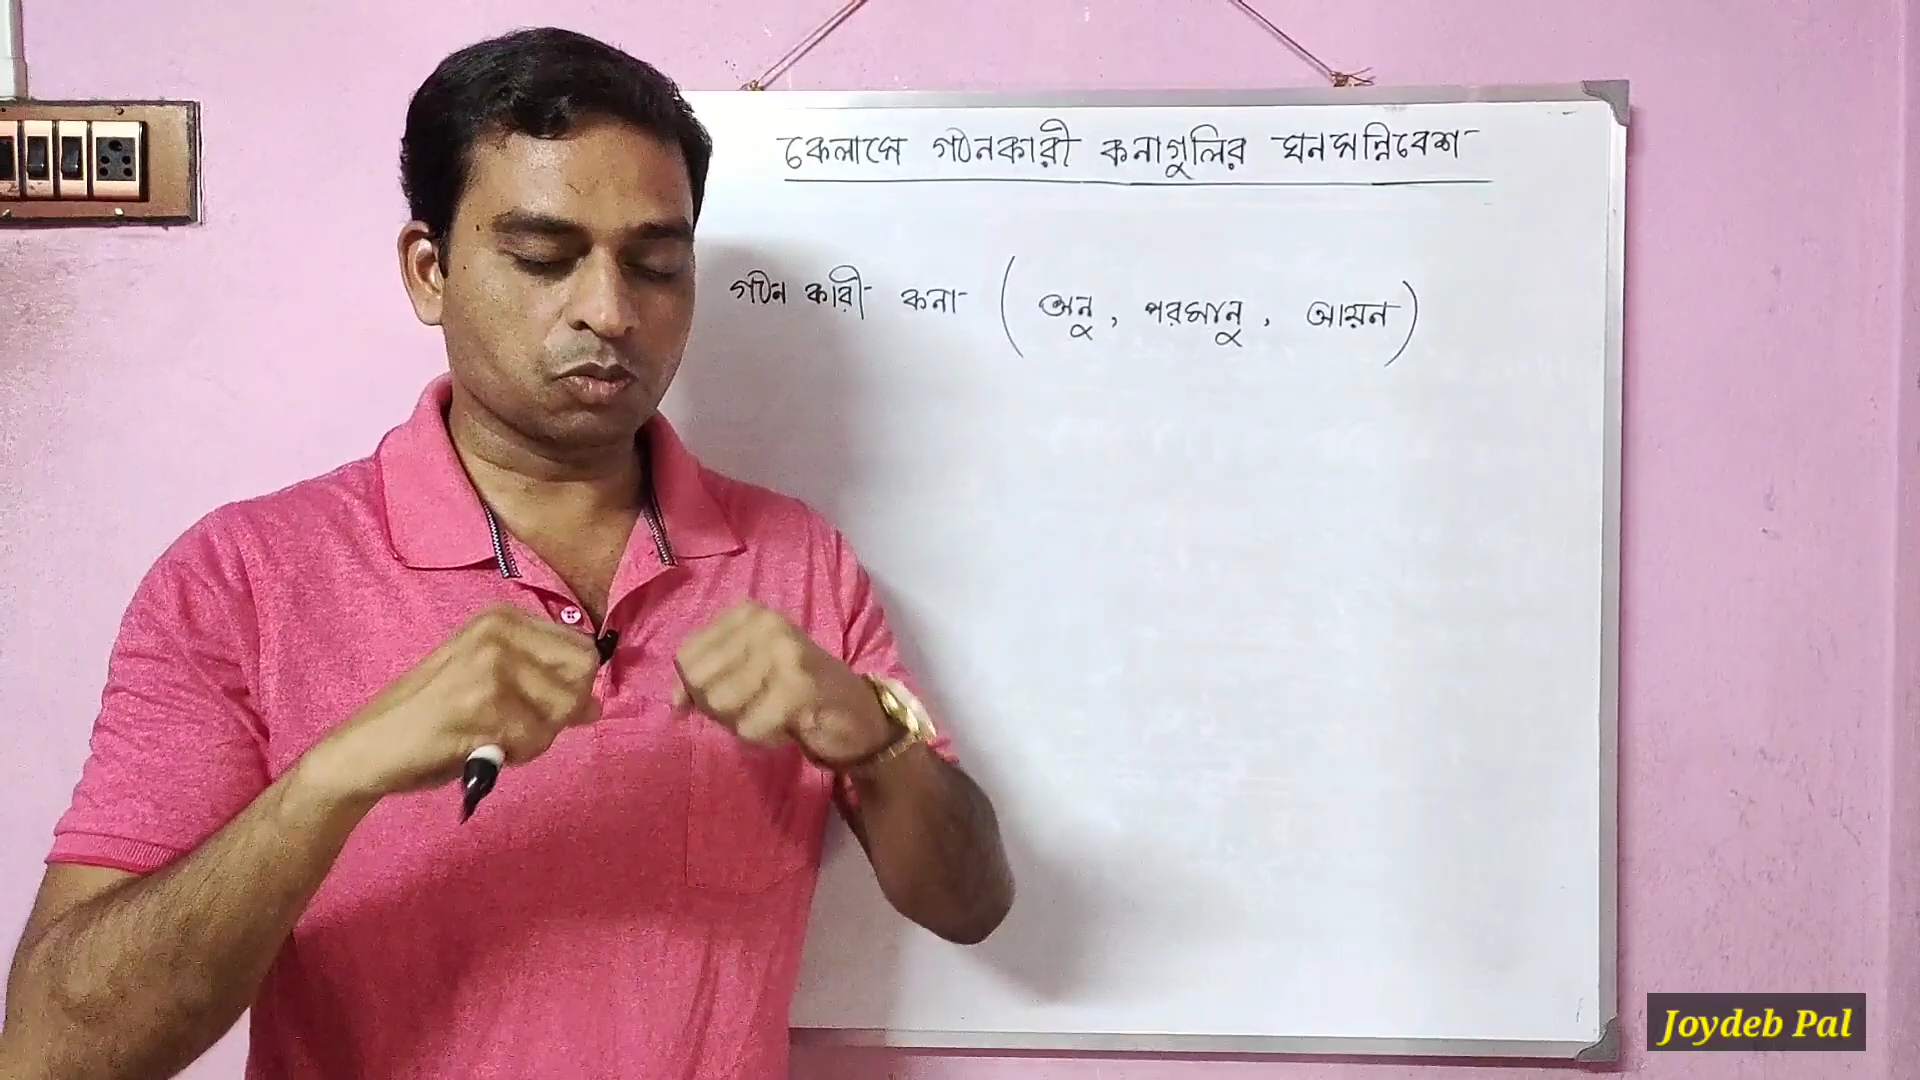 কেলাসে গঠনকারী কনাগুলির ঘনসন্নিবেশ
গঠন কারী কনা ( অনু, পরমানু, আয়ন )
Joydeb Pal